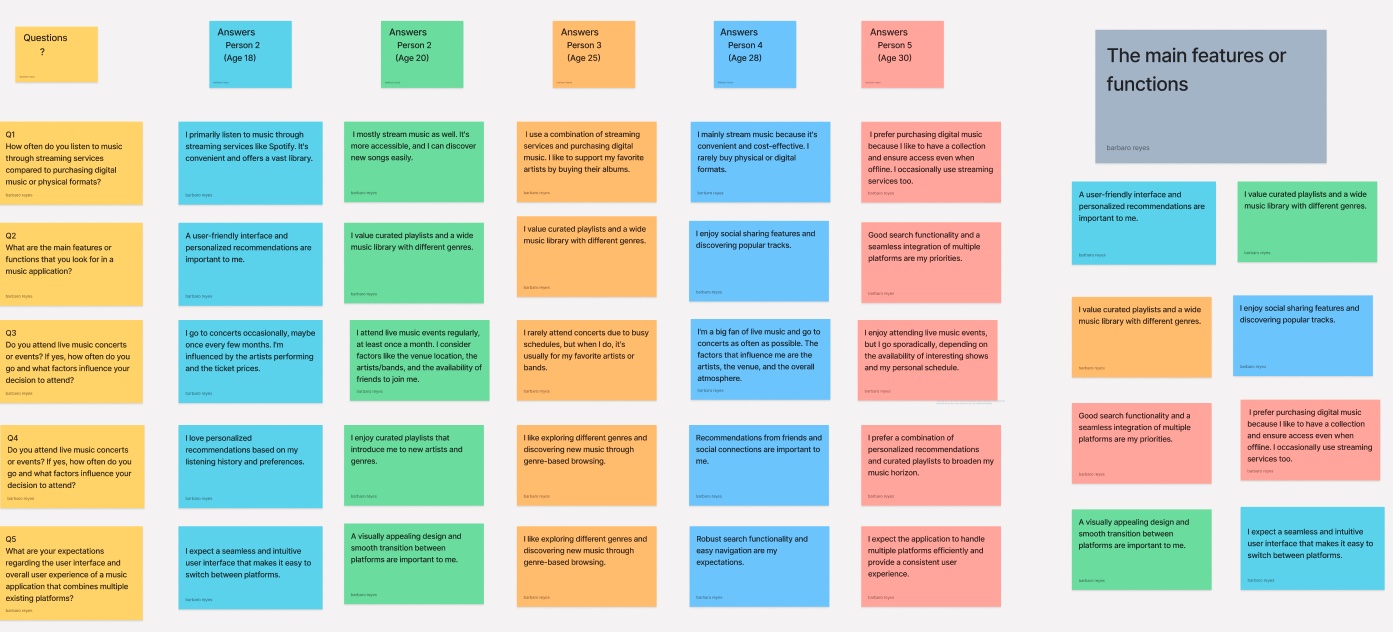 Questions
?
barbaro reyes
Answers
Person 2
(Age 18)
barbaro reyes
Answers
Person 2
(Age 20)
barbaro reyes
Answers
Person 3
(Age 25)
barbaro reyes
Answers
Person 4
(Age 28)
barbaro reyes
Answers
Person 5
(Age 30)
barbaro reyes
Q1
How often do you listen to music
through streaming services
compared to purchasing digital
music or physical formats?
barbaro reyes
I primarily listen to music through
streaming services like Spotify. It's
convenient and offers a vast library.
barbaro reyes
I mostly stream music as well. It's
more accessible, and I can discover
new songs easily.
barbaro reyes
I use a combination of streaming
services and purchasing digital
music. I like to support my favorite
artists by buying their albums.
barbaro reyes
I mainly stream music because it's
convenient and cost-effective. I
rarely buy physical or digital
formats.
barbaro reyes
I prefer purchasing digital music
because I like to have a collection
and ensure access even when
offline. I occasionally use streaming
services too.
barbaro reyes
Q2
What are the main features or
functions that you look for in a
music application?
barbaro reyes
A user-friendly interface and
personalized recommendations are
important to me.
barbaro reyes
I value curated playlists and a wide
music library with different genres.
barbaro reyes
I value curated playlists and a wide
music library with different genres.
barbaro reyes
I enjoy social sharing features and
discovering popular tracks.
barbaro reyes
Good search functionality and a
seamless integration of multiple
platforms are my priorities.
barbaro reyes
Q3
Do you attend live music concerts
or events? If yes, how often do you
go and what factors influence your
decision to attend?
barbaro reyes
I go to concerts occasionally, maybe
once every few months. I'm
influenced by the artists performing
and the ticket prices.
barbaro reyes
I attend live music events regularly,
at least once a month. I consider
factors like the venue location, the
artists/bands, and the availability of
friends to join me.
barbaro reyes
I rarely attend concerts due to busy
schedules, but when I do, it's
usually for my favorite artists or
bands.
barbaro reyes
I'm a big fan of live music and go to
concerts as often as possible. The
factors that influence me are the
artists, the venue, and the overall
atmosphere.
barbaro reyes
I enjoy attending live music events,
but I go sporadically, depending on
the availability of interesting shows
and my personal schedule.
barbaro reyes
Q4
Do you attend live music concerts
or events? If yes, how often do you
go and what factors influence your
decision to attend?
barbaro reyes
I love personalized
recommendations based on my
listening history and preferences.
barbaro reyes
I enjoy curated playlists that
introduce me to new artists and
genres.
barbaro reyes
I like exploring different genres and
discovering new music through
genre-based browsing.
barbaro reyes
Recommendations from friends and
social connections are important to
me.
barbaro reyes
I prefer a combination of
personalized recommendations
and curated playlists to broaden my
music horizon.
barbaro reyes
Q5
What are your expectations
regarding the user interface and
overall user experience of a music
application that combines multiple
existing platforms?
barbaro reyes
I expect a seamless and intuitive
user interface that makes it easy to
switch between platforms.
barbaro reyes
A visually appealing design and
smooth transition between
platforms are important to me.
barbaro reyes
I like exploring different genres and
discovering new music through
genre-based browsing.
barbaro reyes
Robust search functionality and
easy navigation are my
expectations.
barbaro reyes
I expect the application to handle
multiple platforms efficiently and
provide a consistent user
experience.
barbaro reyes
The main features or
functions
barbaro reyes
A user-friendly interface and
personalized recommendations are
important to me.
barbaro reyes
I value curated playlists and a wide
music library with different genres.
barbaro reyes
I value curated playlists and a wide
music library with different genres.
barbaro reyes
I enjoy social sharing features and
discovering popular tracks.
barbaro reyes
Good search functionality and a
seamless integration of multiple
platforms are my priorities.
barbaro reyes
I prefer purchasing digital music
because I like to have a collection
and ensure access even when
offline. I occasionally use streaming
services too.
barbaro reyes
A visually appealing design and
smooth transition between
platforms are important to me.
barbaro reyes
I expect a seamless and intuitive
user interface that makes it easy to
switch between platforms.
barbaro reyes